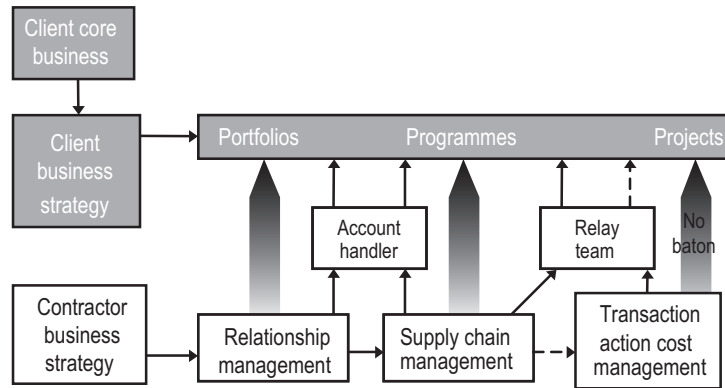 Client core
business
Client
business
strategy
Portfolios
Programmes
Projects
Account
handler
Relay
team
No
baton
Contractor
business
strategy
Relationship
management
Supply chain
management
Transaction
action cost
management